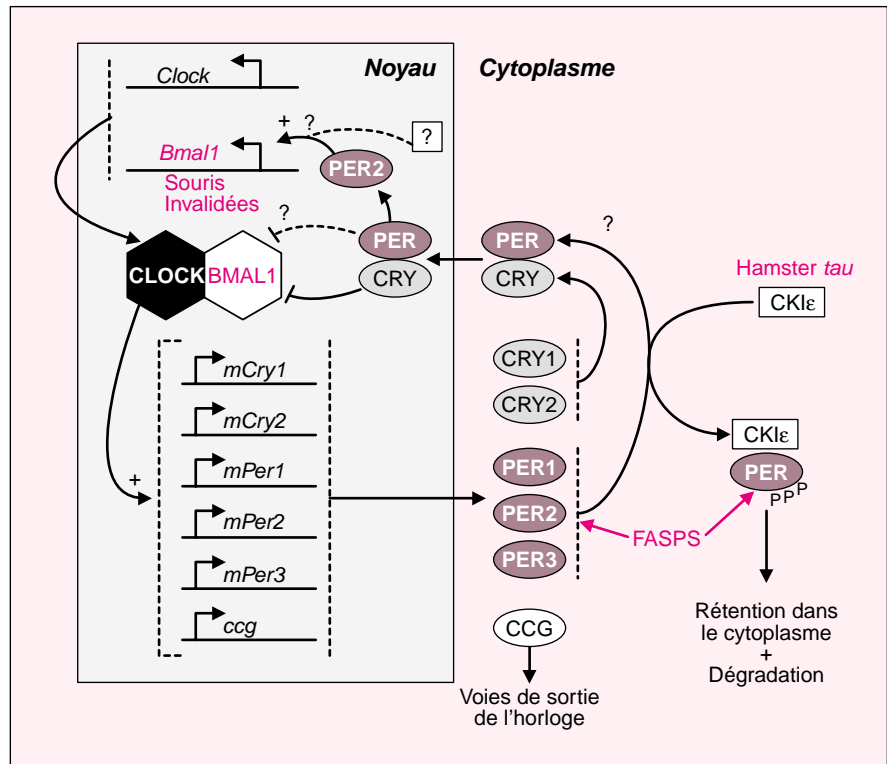 Noyau
Cytoplasme
Clock
+
?
?
Bmal1
Souris
Invalidées
PER2
?
PER
CRY
PER
CRY
?
Hamster tau
CKIε
CLOCK
BMAL1
mCry1
mCry2
mPer1
mPer2
mPer3
ccg
+
CRY1
CRY2
PER1
PER2
PER3
CKIε
PER
PPP
FASPS
CCG
Voies de sortie
de l'horloge
Rétention dans
le cytoplasme
+
Dégradation